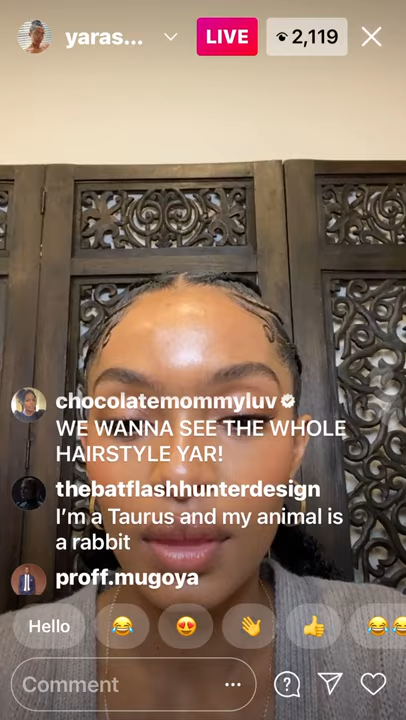 yaras...
LIVE
2,119
chocolatemommyluv
WE WANNA SEE THE WHOLE
HAIRSTYLE YAR!
thebatflashhunterdesign
I'm a Taurus and my animal is
a rabbit
proff.mugoya
Hello
Comment